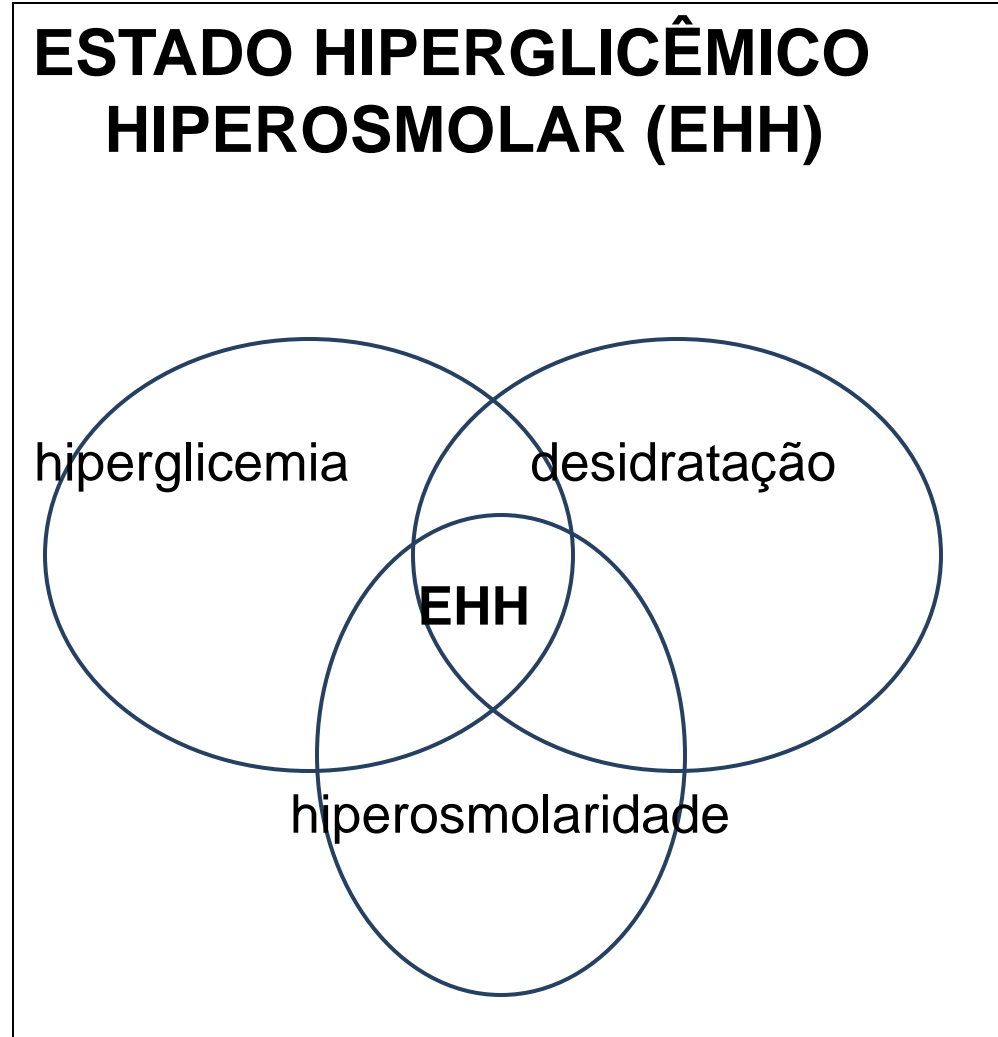 ESTADO HIPERGLICÊMICO
HIPEROSMOLAR (EHH)
hiperglicemia
desidratação
EHH
hiperosmolaridade